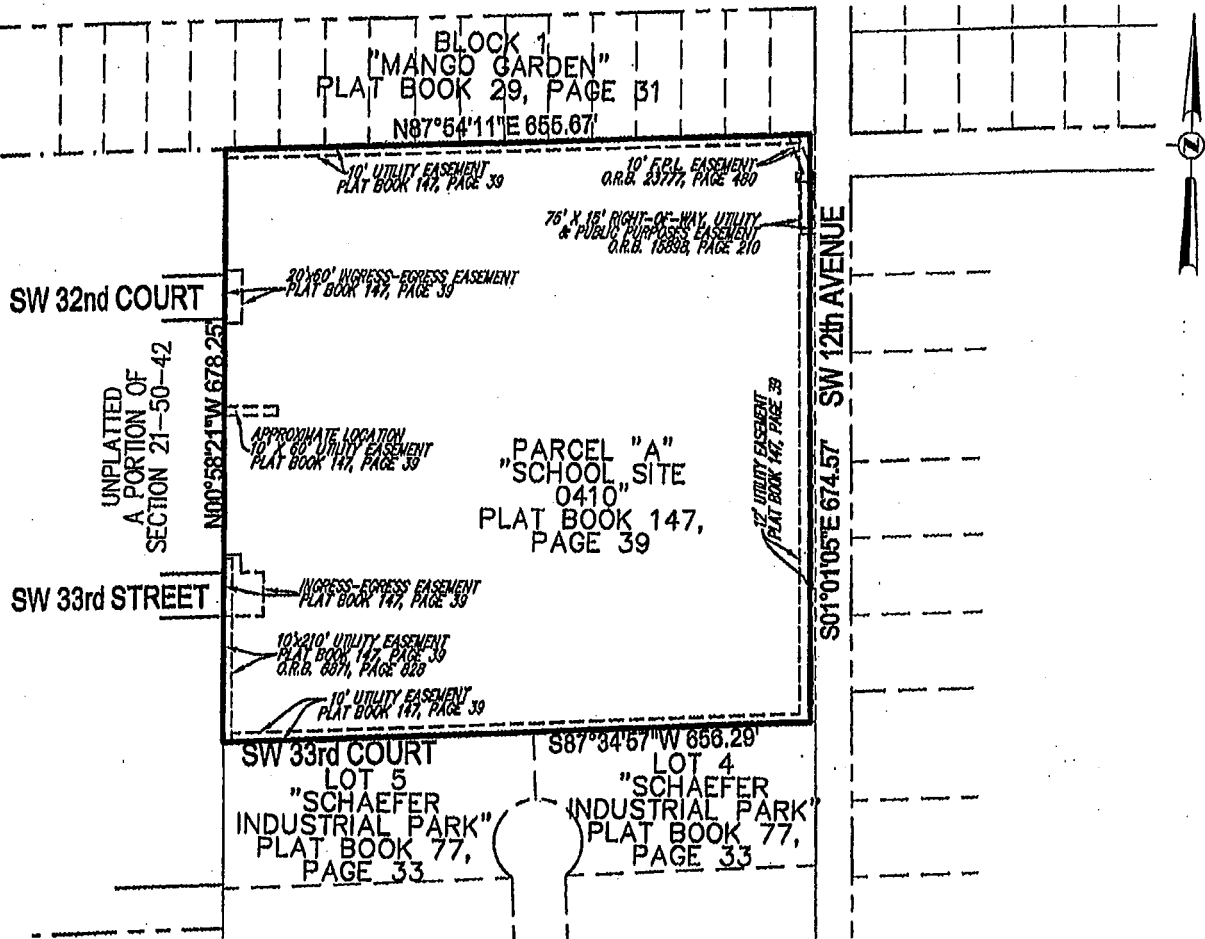 BLOCK 1
"MANGO GARDEN"
PLAT BOOK 29, PAGE 31
N87°54'11"E 655.67'
10' UTILITY EASEMENT
PLAT BOOK 147, PAGE 39
10' F.P.L. EASEMENT
O.R.B. 23777, PAGE 480
75' X 15' RIGHT-OF-WAY, UTILITY
& PUBLIC PURPOSES EASEMENT
O.R.B. 15898, PAGE 210
Z
SW 32nd COURT
20'x60' INGRESS-EGRESS EASEMENT
PLAT BOOK 147, PAGE 39
SW 12th AVENUE
UNPLATTED
A PORTION OF
SECTION 21-50-42
N00°58'21"W 678.25'
APPROXIMATE LOCATION
10' X 60' UTILITY EASEMENT
PLAT BOOK 147, PAGE 39
PARCEL "A"
"SCHOOL SITE
0410"
PLAT BOOK 147,
PAGE 39
12' UTILITY EASEMENT
PLAT BOOK 147, PAGE 39
S01°01'05"E 674.57'
SW 33rd STREET
INGRESS-EGRESS EASEMENT
PLAT BOOK 147, PAGE 39
10'x210' UTILITY EASEMENT
PLAT BOOK 147, PAGE 39
O.R.B. 6871, PAGE 828
10' UTILITY EASEMENT
PLAT BOOK 147, PAGE 39
SW 33rd COURT
S87°34'57"W 656.29'
LOT 5
"SCHAEFER
INDUSTRIAL PARK"
PLAT BOOK 77,
PAGE 33
LOT 4
"SCHAEFER
INDUSTRIAL PARK"
PLAT BOOK 77,
PAGE 33